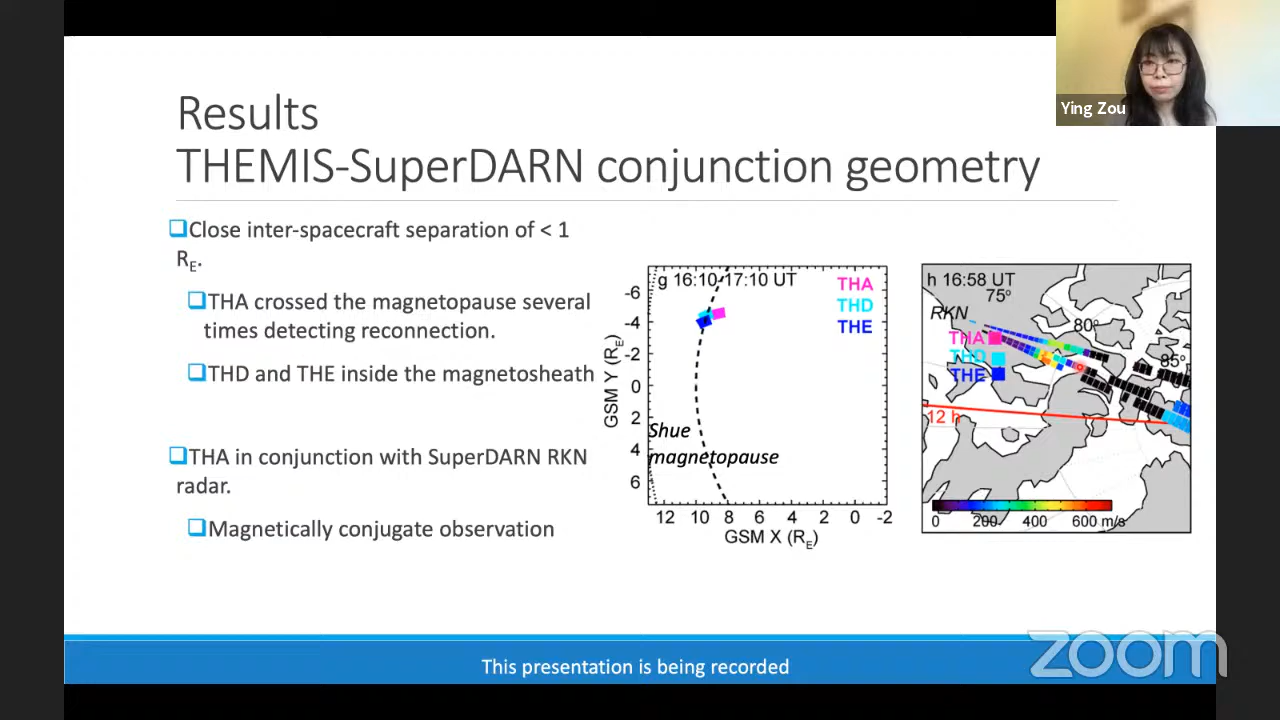 Results
THEMIS-SuperDARN conjunction geometry
Ying Zou
Close inter-spacecraft separation of < 1
RE.
THA crossed the magnetopause several
times detecting reconnection.
THD and THE inside the magnetosheath
THA in conjunction with SuperDARN RKN
radar.
Magnetically conjugate observation
g 16:10-17:10 UT
THA
THD
THE
-6
-4
-2
0
2
4
6
GSM Y (RE)
Shue
magnetopause
12 10 8 6 4 2 0 -2
GSM X (RE)
h 16:58 UT
75°
RKN
80°
THA
THD
THE
85°
12 h
0 200 400 600 m/s
This presentation is being recorded
zoom